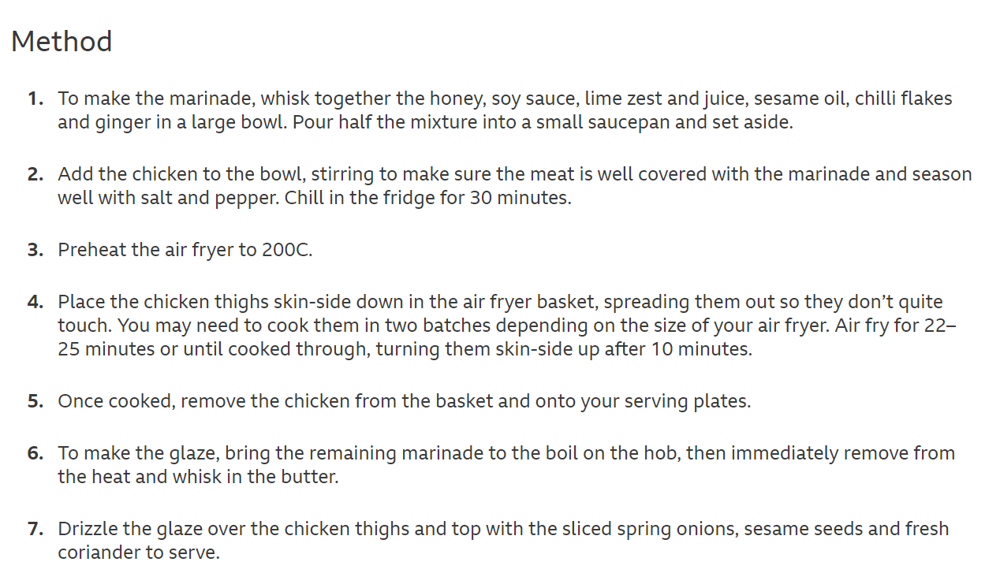 Method
1. To make the marinade, whisk together the honey, soy sauce, lime zest and juice, sesame oil, chilli flakes
and ginger in a large bowl. Pour half the mixture into a small saucepan and set aside.
2. Add the chicken to the bowl, stirring to make sure the meat is well covered with the marinade and season
well with salt and pepper. Chill in the fridge for 30 minutes.
3. Preheat the air fryer to 200C.
4. Place the chicken thighs skin-side down in the air fryer basket, spreading them out so they don’t quite
touch. You may need to cook them in two batches depending on the size of your air fryer. Air fry for 22–
25 minutes or until cooked through, turning them skin-side up after 10 minutes.
5. Once cooked, remove the chicken from the basket and onto your serving plates.
6. To make the glaze, bring the remaining marinade to the boil on the hob, then immediately remove from
the heat and whisk in the butter.
7. Drizzle the glaze over the chicken thighs and top with the sliced spring onions, sesame seeds and fresh
coriander to serve.